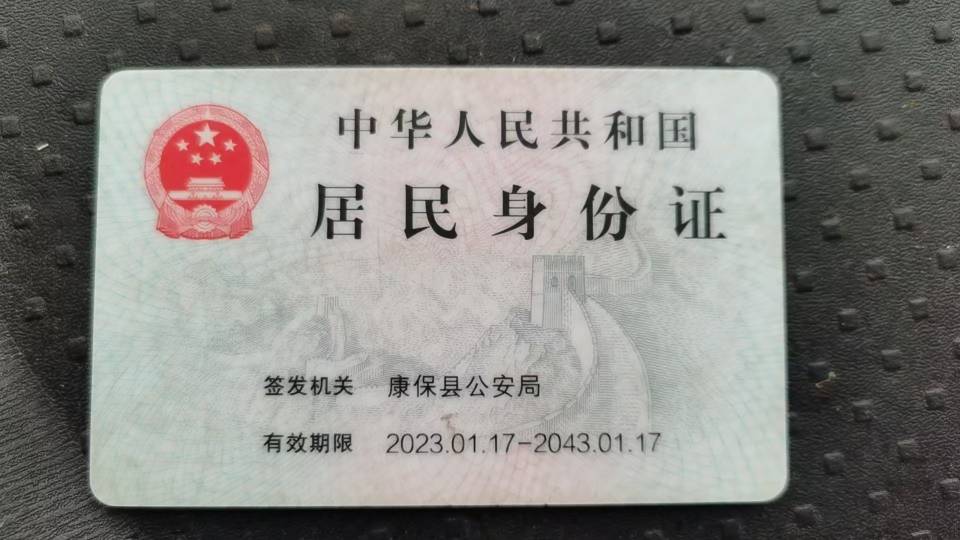 中华人民共和国
居民身份证
签发机关 康保县公安局
有效期限 2023.01.17-2043.01.17